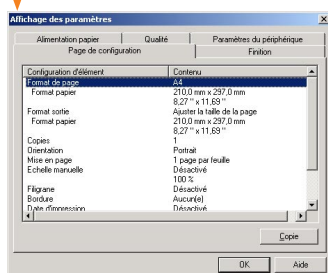 Affichage des paramètres
Alimentation papier Qualité Paramètres du périphérique
Page de configuration Finition
Configuration d'élément Contenu
Format de page A4
Format papier 210,0 mm x 297,0 mm
8,27 " x 11,69 "
Format sortie Ajuster la taille de la page
Format papier 210,0 mm x 297,0 mm
8,27 " x 11,69 "
Copies 1
Orientation Portrait
Mise en page 1 page par feuille
Echelle manuelle Désactivé
100 %
Filigrane Désactivé
Bordure Aucun(e)
Date d'impression Désactivé
Copie
OK Aide